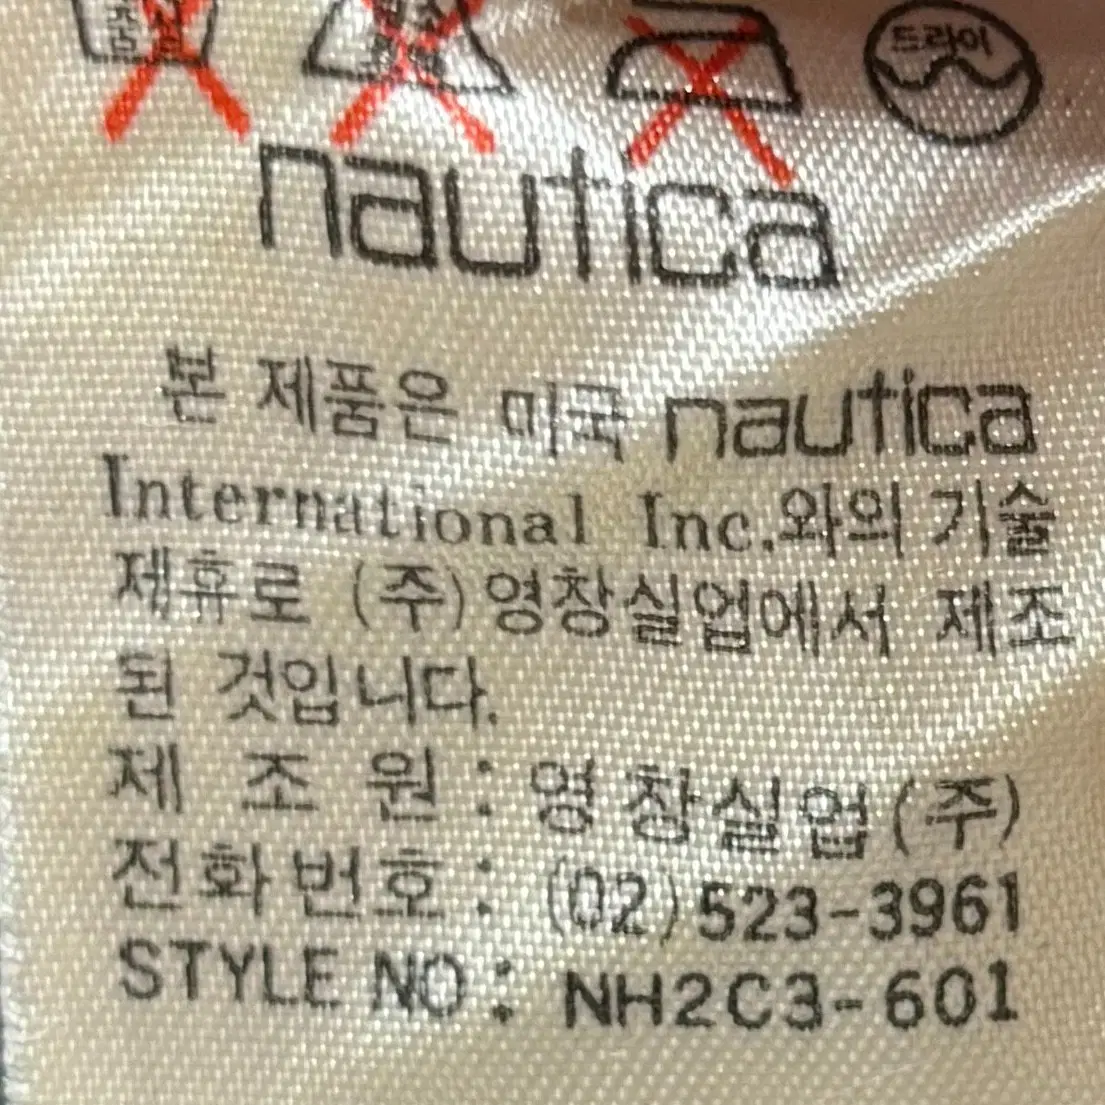 드라이
nautica
본 제품은 미국 nautica
International Inc.와의 기술
제휴로 (주)영창실업에서 제조
된 것입니다.
제 조 원 : 영창실업(주)
전화번호 : (02)523-3961
STYLE NO : NH2C3-601